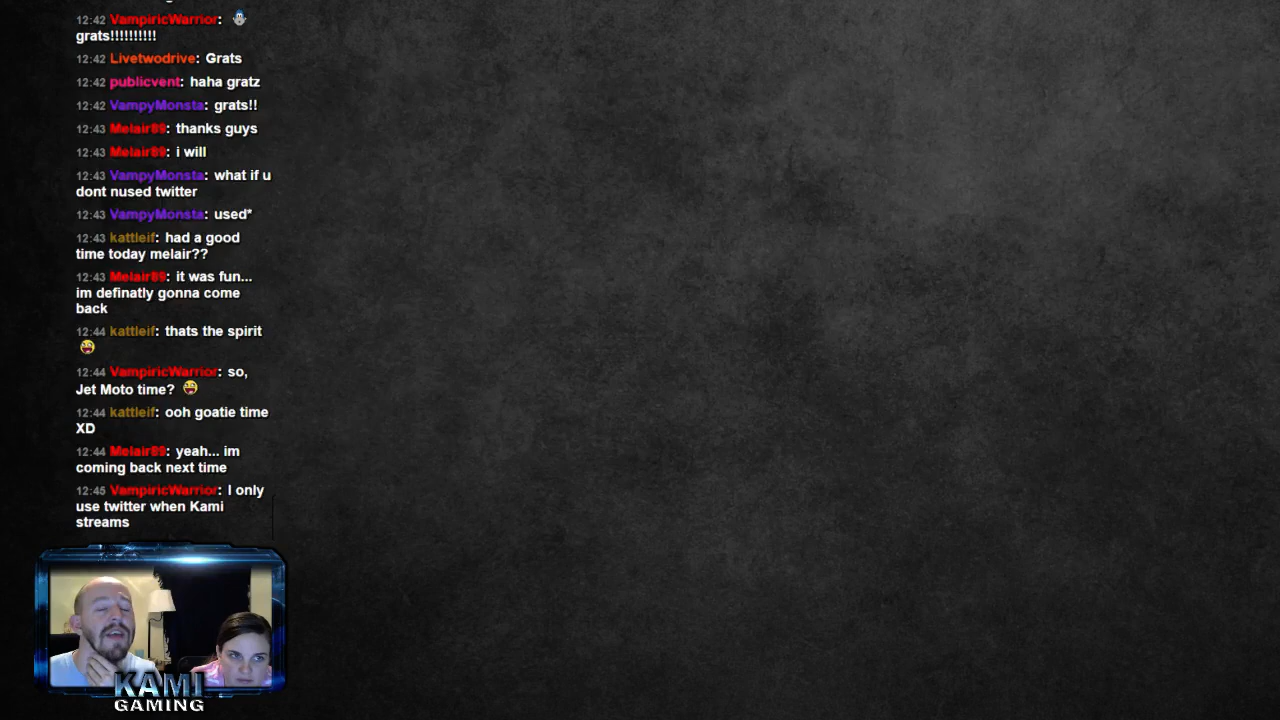 12:42 VampiricWarrior:
grats!!!!!!!!!!
12:42 Livetwodrive: Grats
12:42 publicvent: haha gratz
12:42 VampyMonsta: grats!!
12:43 Melair89: thanks guys
12:43 Melair89: i will
12:43 VampyMonsta: what if u
dont nused twitter
12:43 VampyMonsta: used*
12:43 kattleif: had a good
time today melair??
12:43 Melair89: it was fun...
im definatly gonna come
back
12:44 kattleif: thats the spirit
12:44 VampiricWarrior: so,
Jet Moto time?
12:44 kattleif: ooh goatie time
XD
12:44 Melair89: yeah... im
coming back next time
12:45 VampiricWarrior: I only
use twitter when Kami
streams
KAMI
GAMING